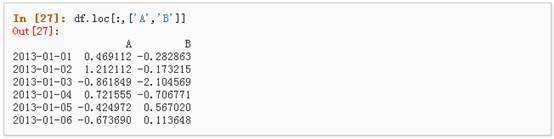 In [27]: df.loc[:,['A','B']]
Out[27]:
A B
2013-01-01 0.469112 -0.282863
2013-01-02 1.212112 -0.173215
2013-01-03 -0.861849 -2.104569
2013-01-04 0.721555 -0.706771
2013-01-05 -0.424972 0.567020
2013-01-06 -0.673690 0.113648